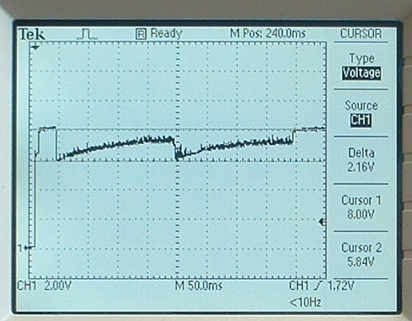 Tek R Ready M Pos: 240.0ms CURSOR
Type
Voltage
Source
CH1
Delta
2.16V
Cursor 1
8.00V
Cursor 2
5.84V
1
CH1 2.00V M 50.0ms CH1 1.72V
<10Hz